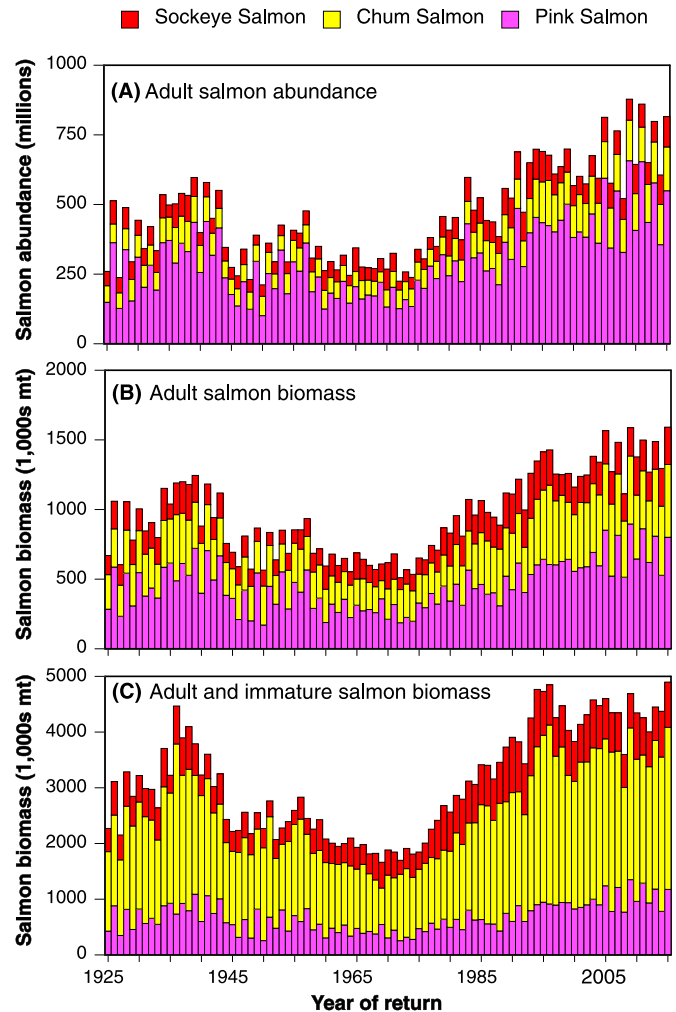 Sockeye Salmon Chum Salmon Pink Salmon
1000
(A) Adult salmon abundance
750
500
250
0
Salmon abundance (millions)
2000
(B) Adult salmon biomass
1500
1000
500
0
Salmon biomass (1,000s mt)
5000
(C) Adult and immature salmon biomass
4000
3000
2000
1000
0
Salmon biomass (1,000s mt)
1925 1945 1965 1985 2005
Year of return